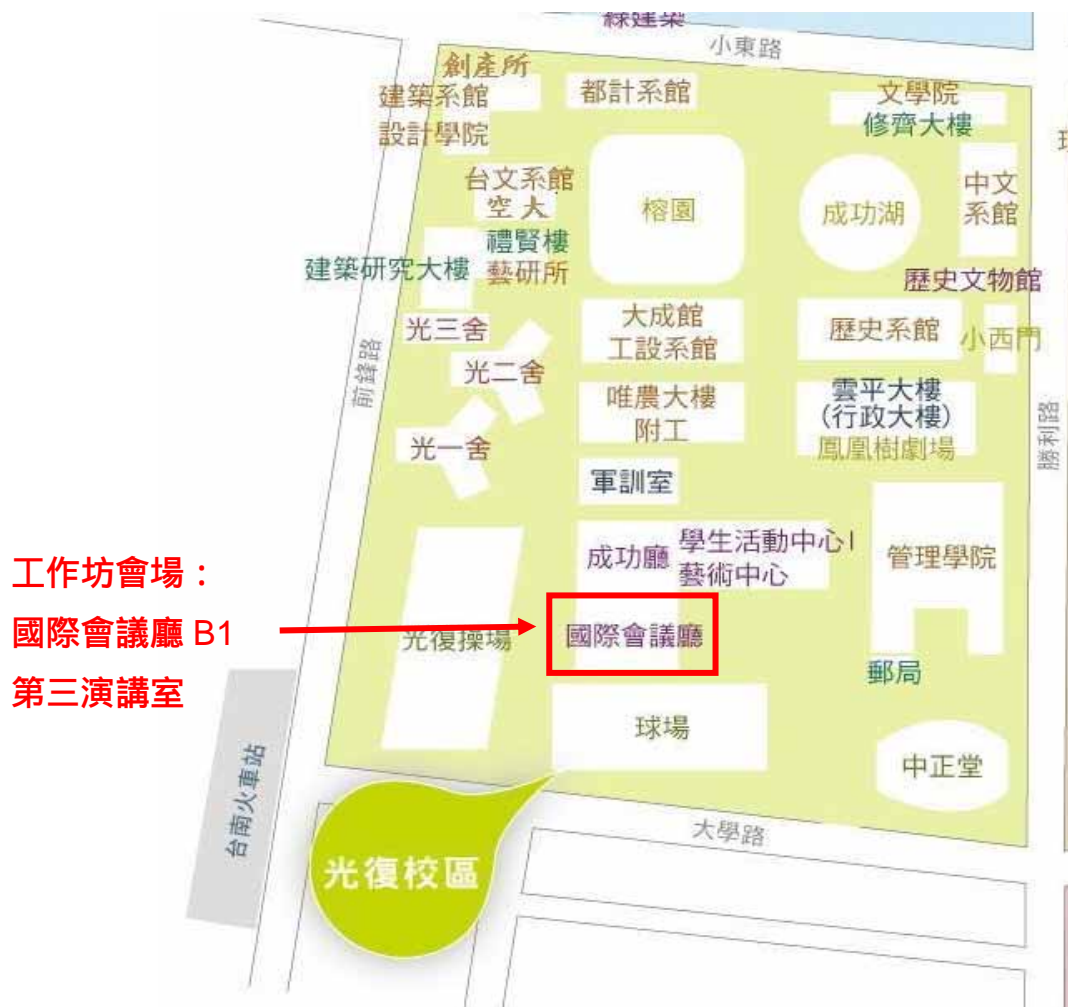 綠建築
小東路
創產所
建築系館
都計系館
文學院
修齊大樓
設計學院
台文系館
空大
榕園
成功湖
中文
系館
禮賢樓
藝研所
建築研究大樓
歷史文物館
光三舍
大成館
工設系館
歷史系館
小西門
前鋒路
光二舍
唯農大樓
附工
雲平大樓
(行政大樓)
鳳凰樹劇場
勝利路
光一舍
軍訓室
成功廳
學生活動中心I
藝術中心
管理學院
工作坊會場：
國際會議廳 B1
第三演講室
光復操場
國際會議廳
郵局
球場
中正堂
台南火車站
大學路
光復校區